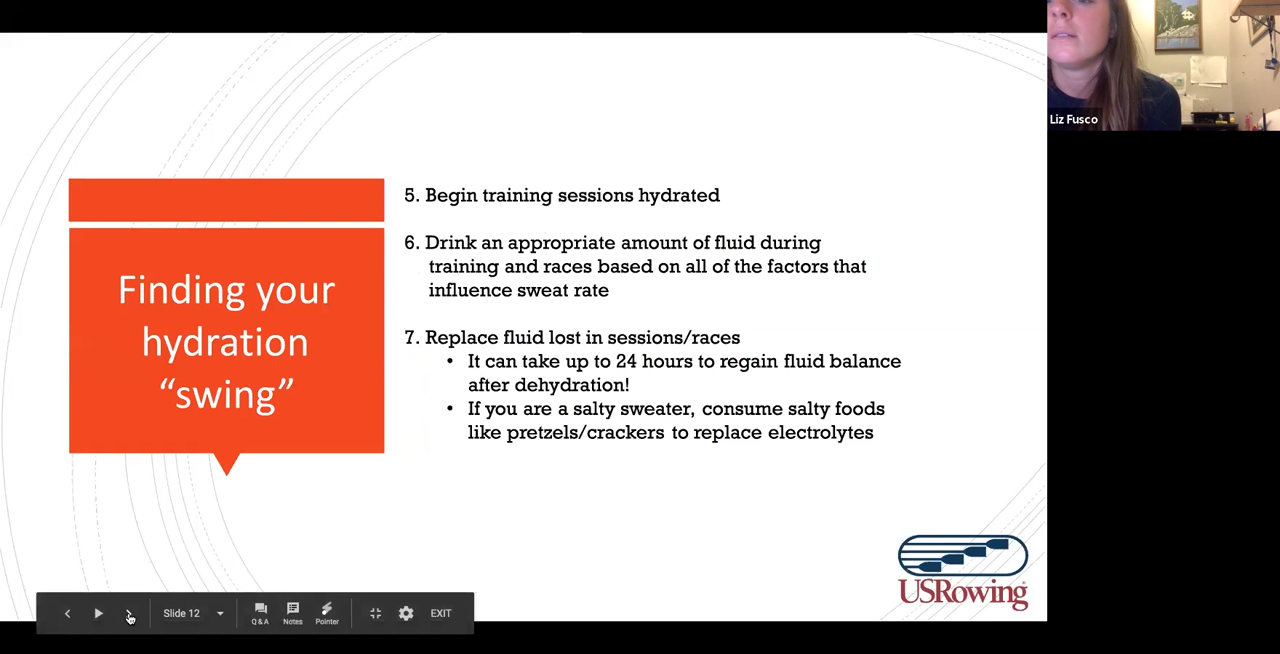 Liz Fusco
Finding your
hydration
“swing”
5. Begin training sessions hydrated
6. Drink an appropriate amount of fluid during
training and races based on all of the factors that
influence sweat rate
7. Replace fluid lost in sessions/races
• It can take up to 24 hours to regain fluid balance
after dehydration!
• If you are a salty sweater, consume salty foods
like pretzels/crackers to replace electrolytes
USRowing®
Slide 12
Q & A
Notes
Pointer
EXIT